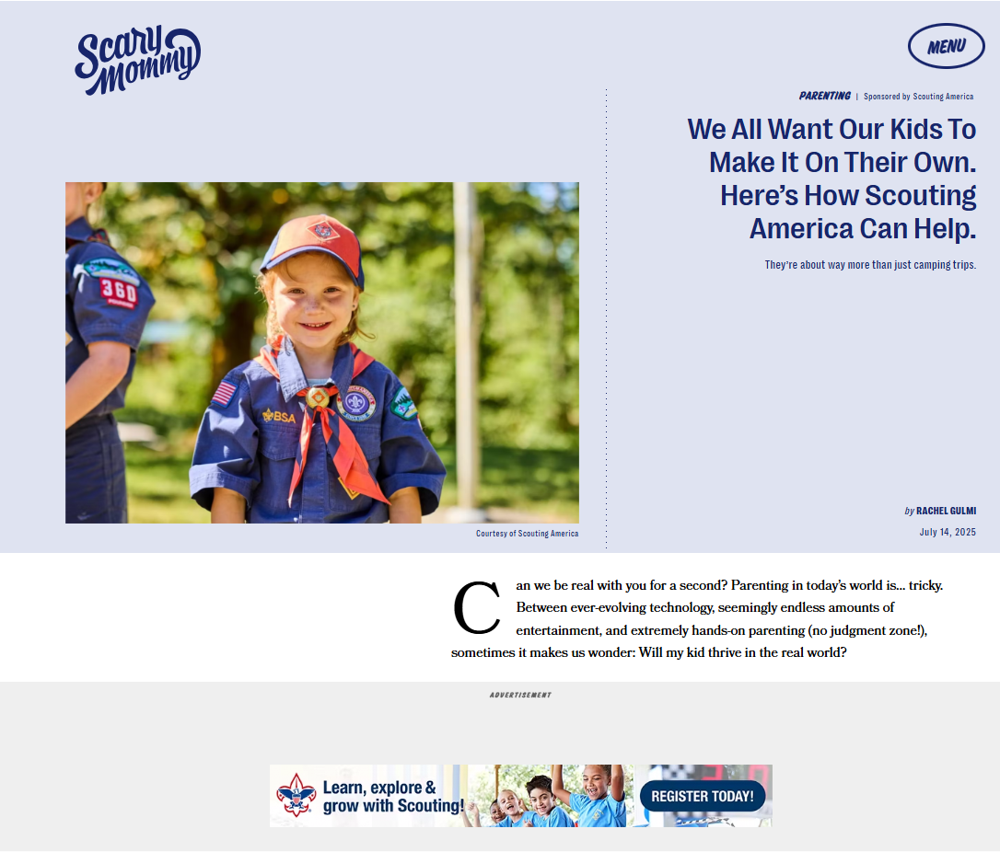 Scary
Mommy
MENU
PARENTING | Sponsored by Scouting America
We All Want Our Kids To
Make It On Their Own.
Here’s How Scouting
America Can Help.
They’re about way more than just camping trips.
360
BSA
by RACHEL GULMI
July 14, 2025
Courtesy of Scouting America
Can we be real with you for a second? Parenting in today’s world is... tricky.
Between ever-evolving technology, seemingly endless amounts of
entertainment, and extremely hands-on parenting (no judgment zone!),
sometimes it makes us wonder: Will my kid thrive in the real world?
ADVERTISEMENT
Learn, explore &
grow with Scouting!
REGISTER TODAY!